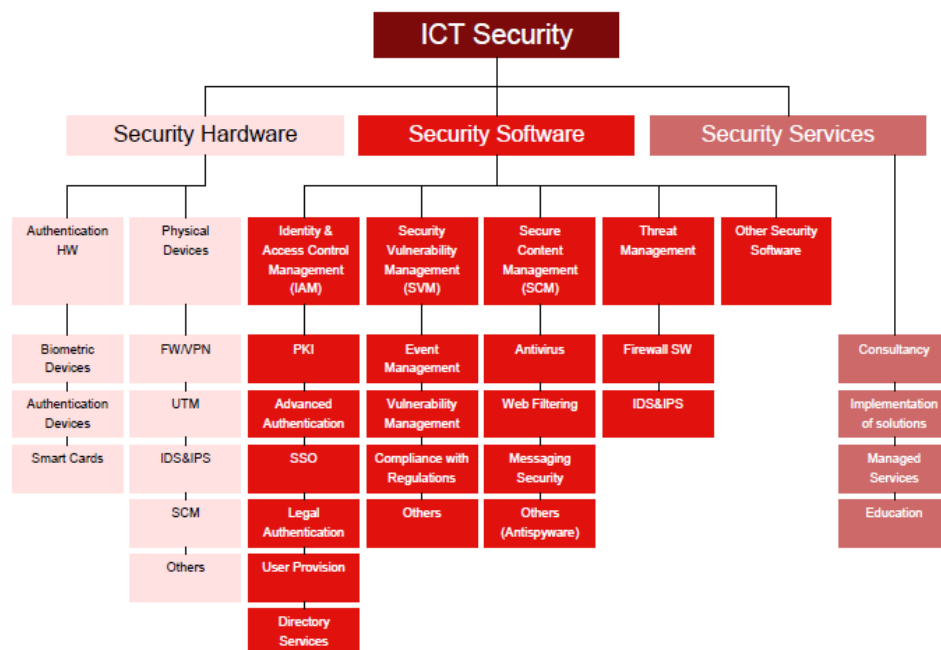 ICT Security
Security Hardware
Security Software
Security Services
Authentication
HW
Physical
Devices
Identity &
Access Control
Management
(IAM)
Security
Vulnerability
Management
(SVM)
Secure
Content
Management
(SCM)
Threat
Management
Other Security
Software
Biometric
Devices
Authentication
Devices
Smart Cards
FW/VPN
UTM
IDS&IPS
SCM
Others
PKI
Advanced
Authentication
SSO
Legal
Authentication
User Provision
Directory
Services
Event
Management
Vulnerability
Management
Compliance with
Regulations
Others
Antivirus
Web Filtering
Messaging
Security
Others
(Antispyware)
Firewall SW
IDS&IPS
Consultancy
Implementation
of solutions
Managed
Services
Education